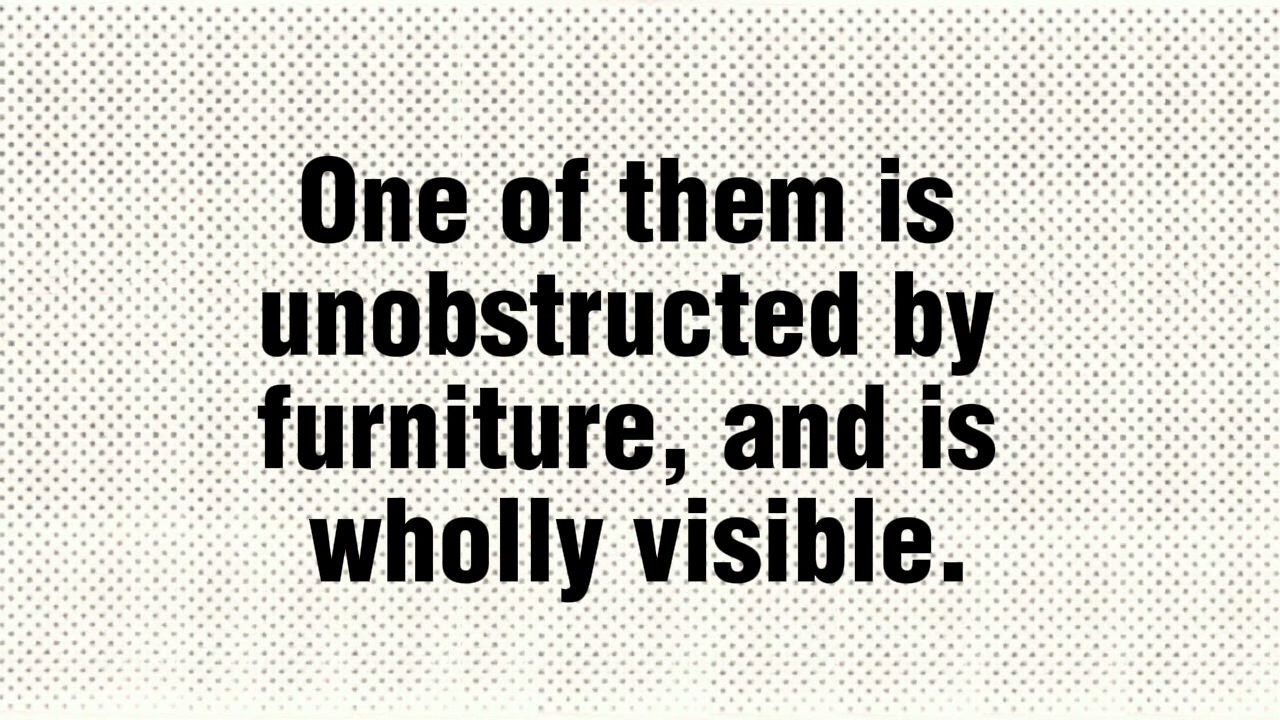 One of them is
unobstructed by
furniture, and is
wholly visible.